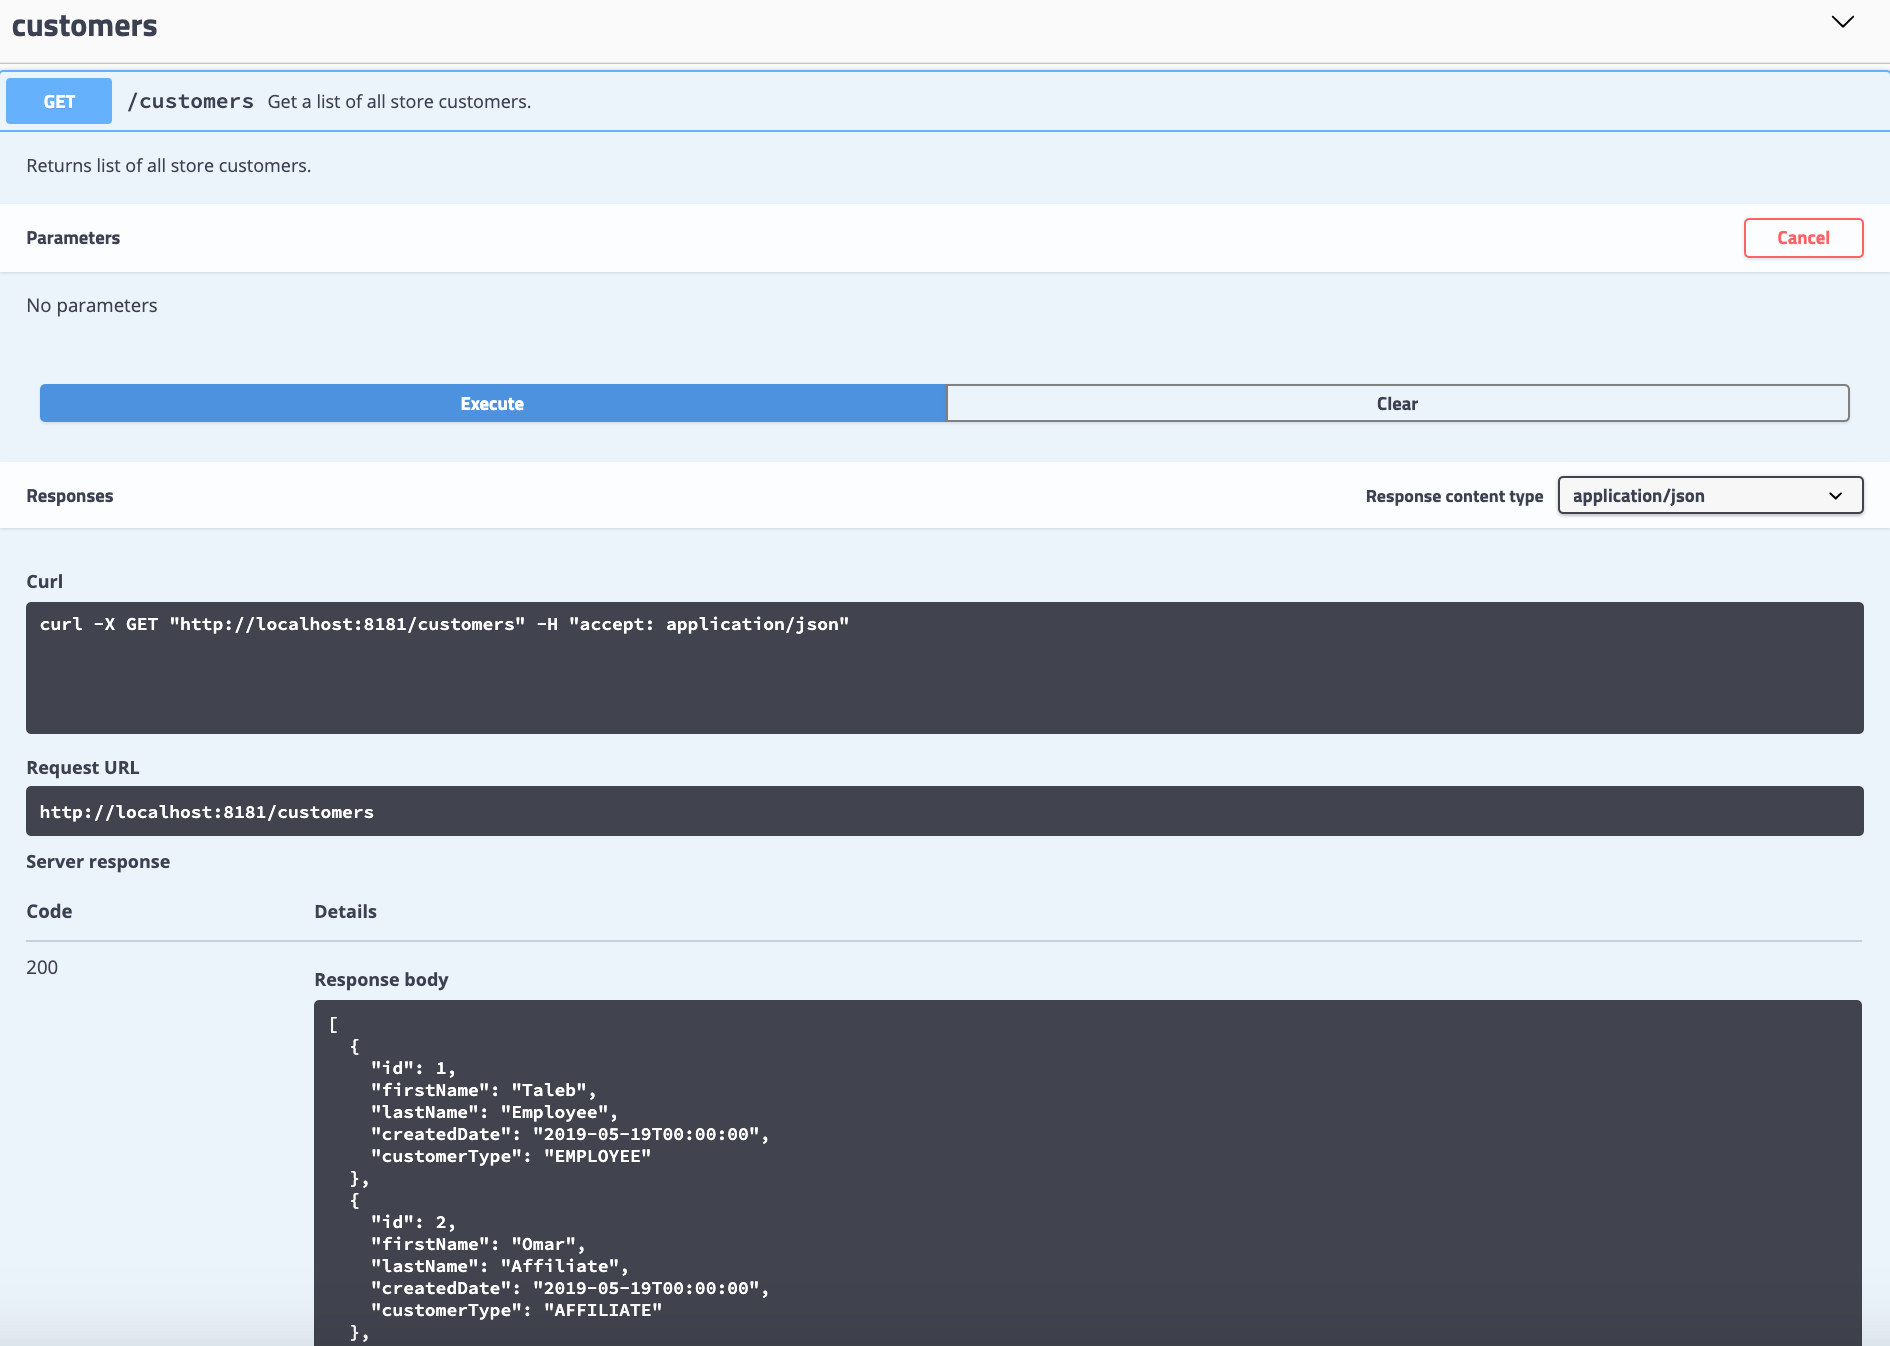 customers
GET /customers Get a list of all store customers.
Returns list of all store customers.
Parameters Cancel
No parameters
Execute Clear
Responses Response content type application/json
Curl
curl -X GET "http://localhost:8181/customers" -H "accept: application/json"
Request URL
http://localhost:8181/customers
Server response
Code Details
200
Response body
[
  {
    "id": 1,
    "firstName": "Taleb",
    "lastName": "Employee",
    "createdDate": "2019-05-19T00:00:00",
    "customerType": "EMPLOYEE"
  },
  {
    "id": 2,
    "firstName": "Omar",
    "lastName": "Affiliate",
    "createdDate": "2019-05-19T00:00:00",
    "customerType": "AFFILIATE"
  },